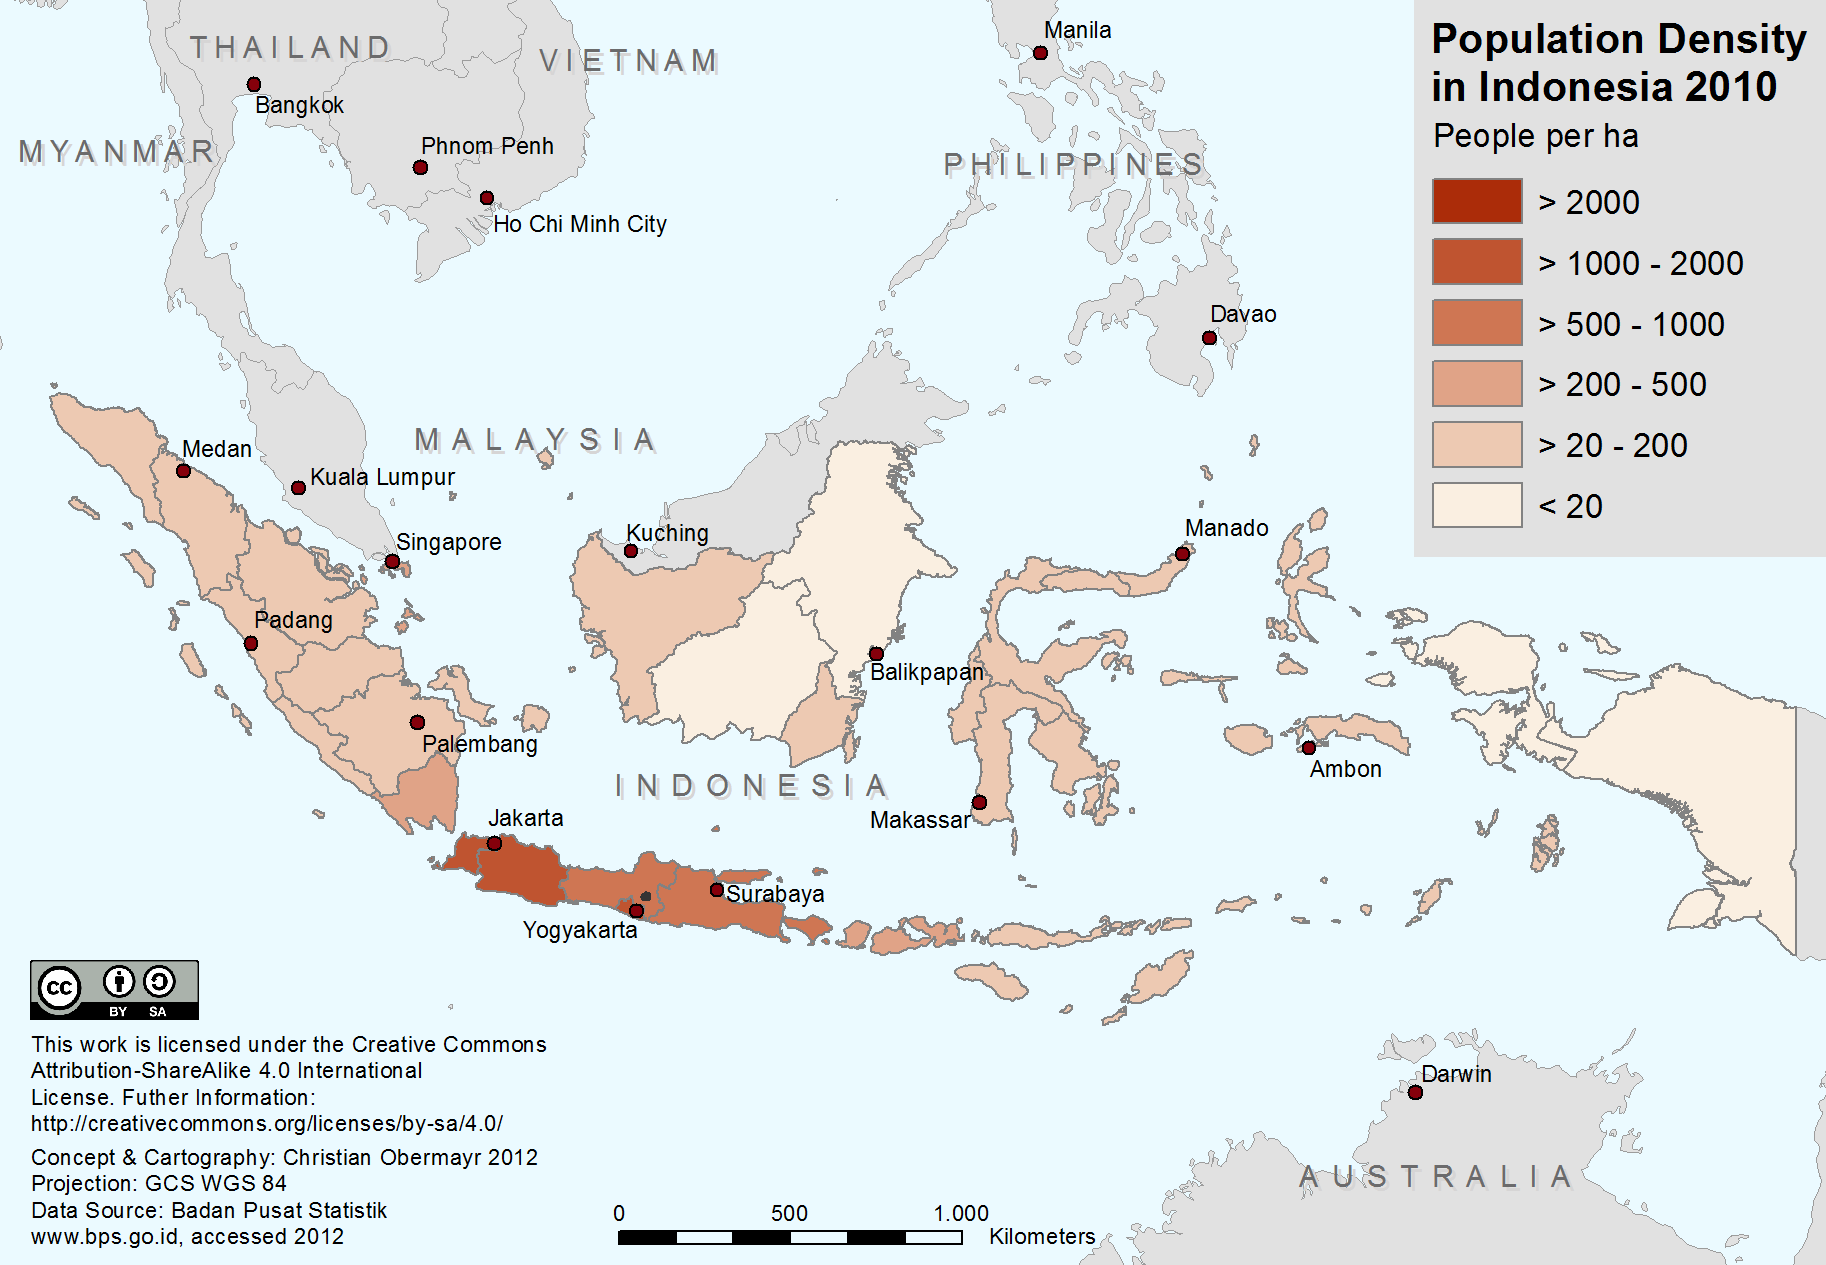 Population Density
in Indonesia 2010
People per ha
> 2000
> 1000 - 2000
> 500 - 1000
> 200 - 500
> 20 - 200
< 20
THAILAND
VIETNAM
Manila
Bangkok
MYANMAR
Phnom Penh
PHILIPPINES
Ho Chi Minh City
Davao
MALAYSIA
Medan
Kuala Lumpur
Singapore
Kuching
Manado
Padang
Balikpapan
Palembang
Ambon
INDONESIA
Jakarta
Makassar
Surabaya
Yogyakarta
cc
BY SA
This work is licensed under the Creative Commons
Attribution-ShareAlike 4.0 International
License. Futher Information:
http://creativecommons.org/licenses/by-sa/4.0/
Concept & Cartography: Christian Obermayr 2012
Projection: GCS WGS 84
Data Source: Badan Pusat Statistik
www.bps.go.id, accessed 2012
Darwin
AUSTRALIA
0 500 1.000
Kilometers